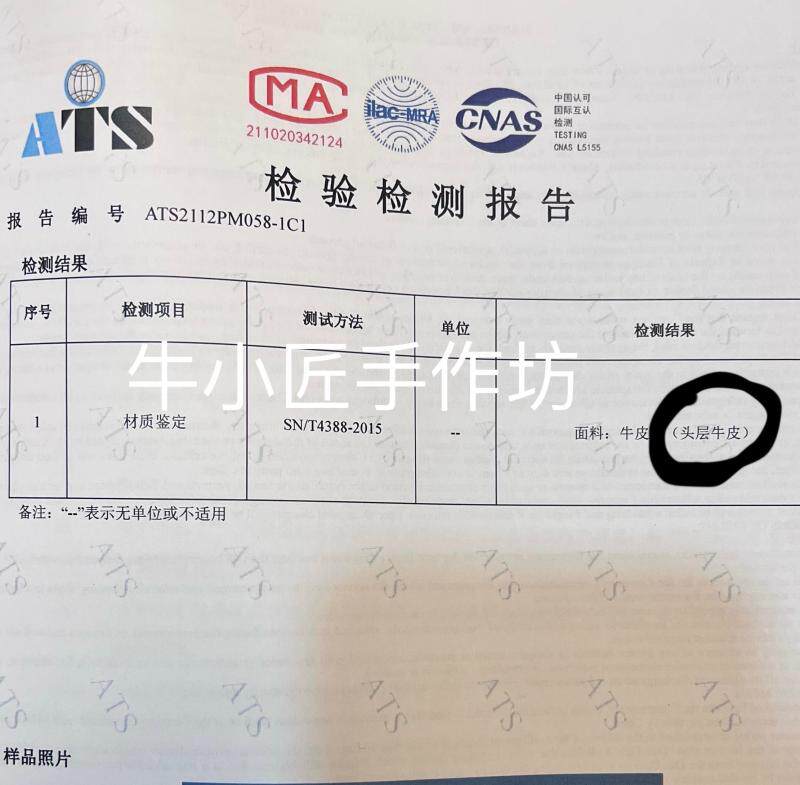 ATS
CMA
211020342124
ilac-MRA
CNAS
中国认可
国际互认
检测
TESTING
CNAS L5155
检验检测报告
报告编号 ATS2112PM058-1C1
检测结果
序号 检测项目 测试方法 单位 检测结果
牛小匠手作坊
1 材质鉴定 SN/T4388-2015 -- 面料：牛皮（头层牛皮）
备注：“--”表示无单位或不适用
样品照片